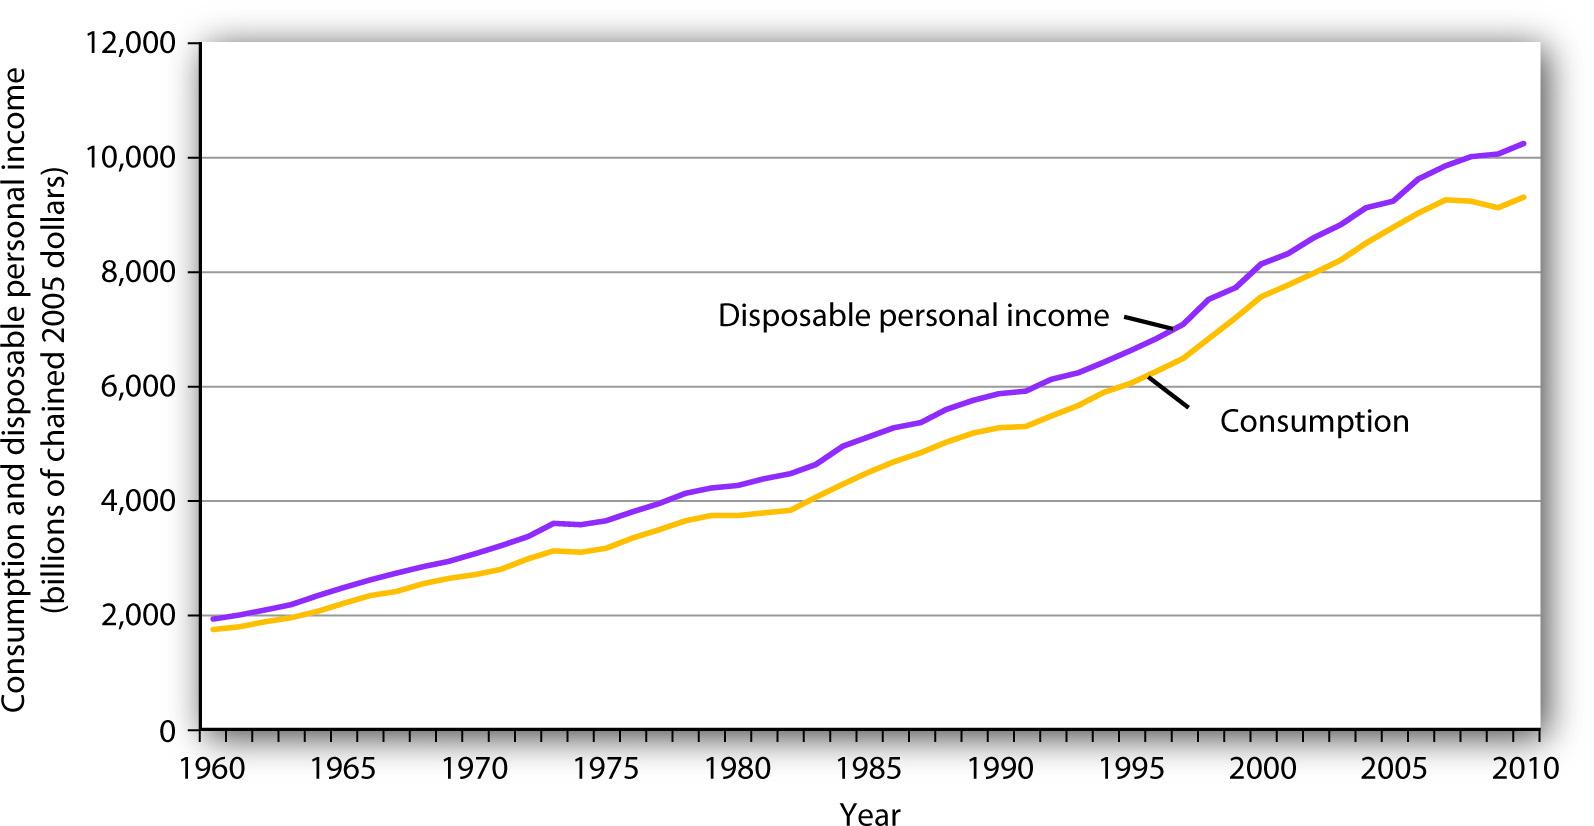 Consumption and disposable personal income
(billions of chained 2005 dollars)
12,000
10,000
8,000
6,000
4,000
2,000
0
Disposable personal income
Consumption
1960 1965 1970 1975 1980 1985 1990 1995 2000 2005 2010
Year